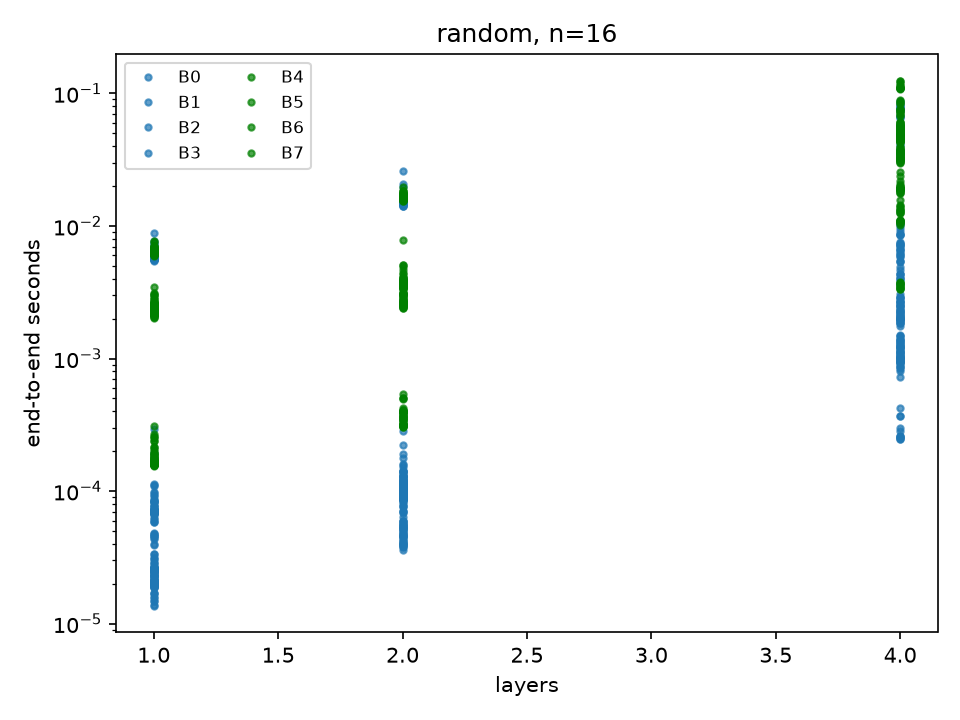 random, n=16
B0 B4
B1 B5
B2 B6
B3 B7
10⁻¹
10⁻²
10⁻³
10⁻⁴
10⁻⁵
end-to-end seconds
1.0 1.5 2.0 2.5 3.0 3.5 4.0
layers